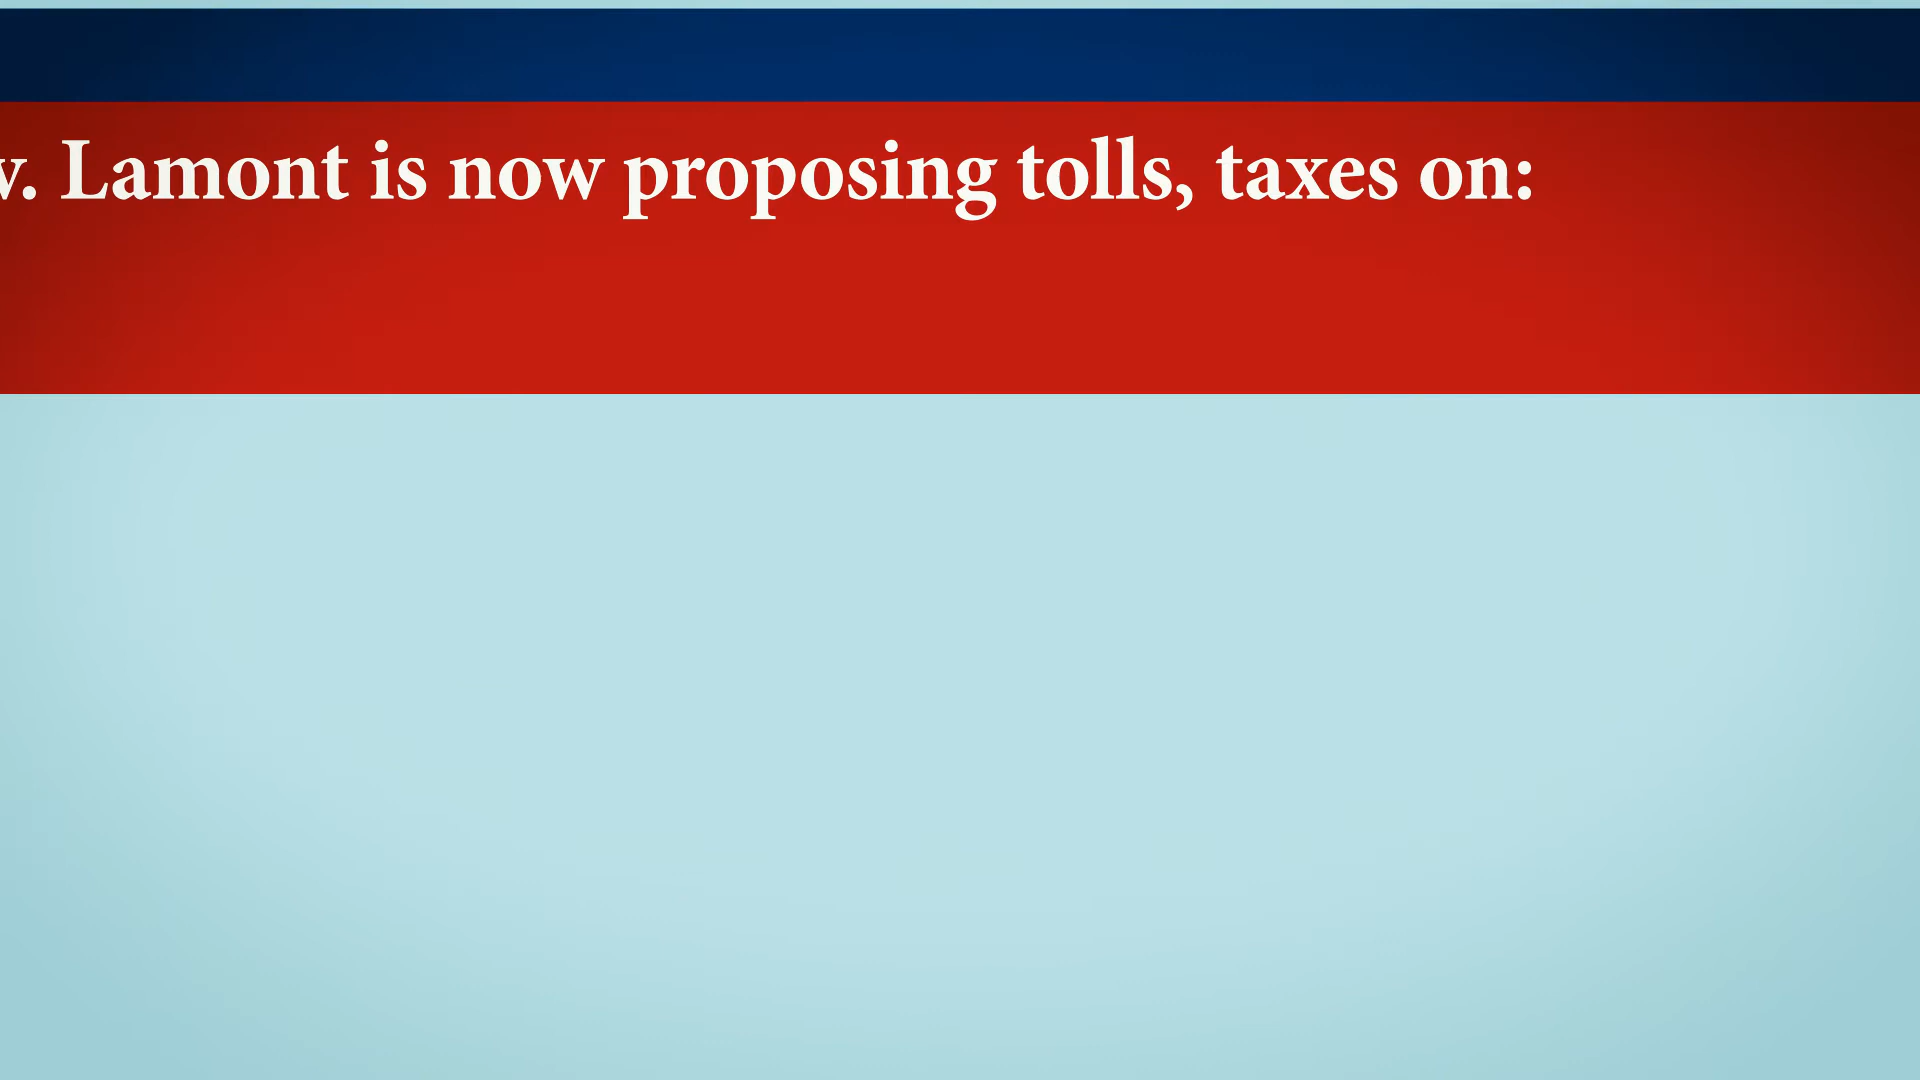 v. Lamont is now proposing tolls, taxes on: